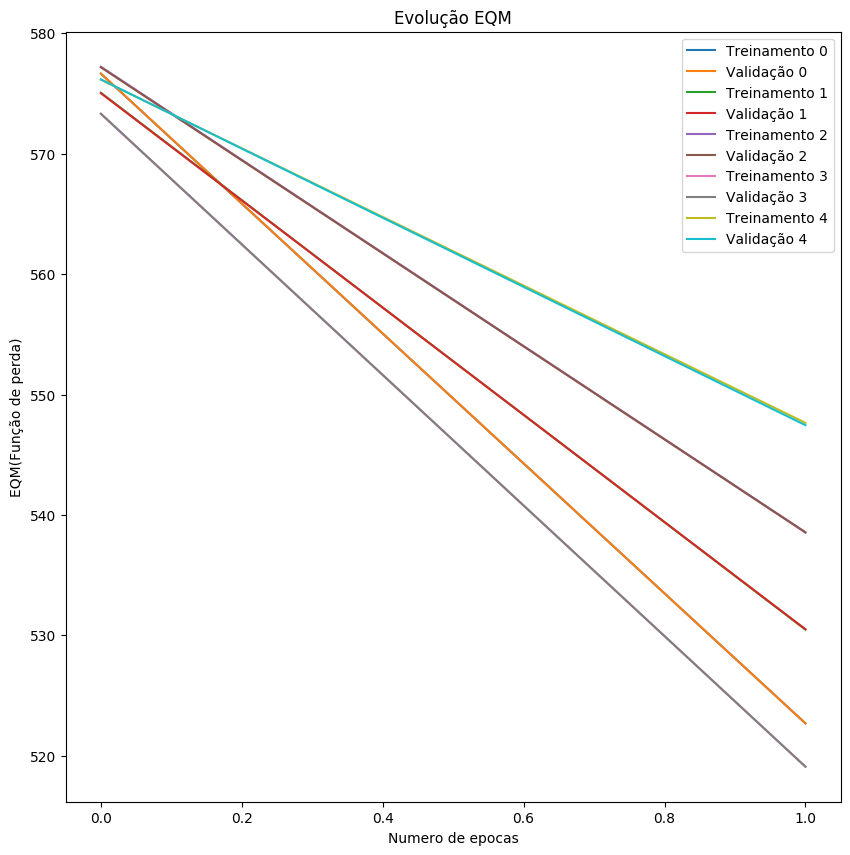 Evolução EQM
580
570
560
550
540
530
520
EQM(Função de perda)
0.0 0.2 0.4 0.6 0.8 1.0
Numero de epocas
Treinamento 0
Validação 0
Treinamento 1
Validação 1
Treinamento 2
Validação 2
Treinamento 3
Validação 3
Treinamento 4
Validação 4